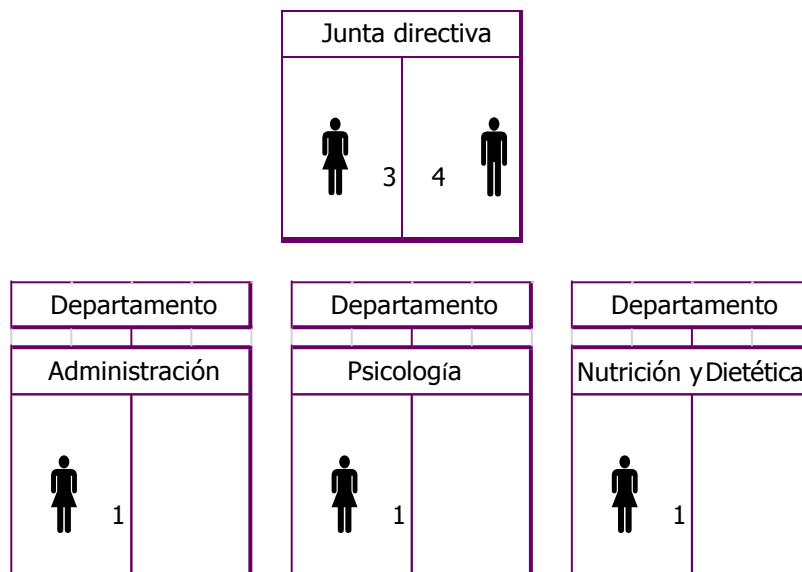 Junta directiva
3 4
Departamento Departamento Departamento
Administración Psicología Nutrición y Dietética
1 1 1